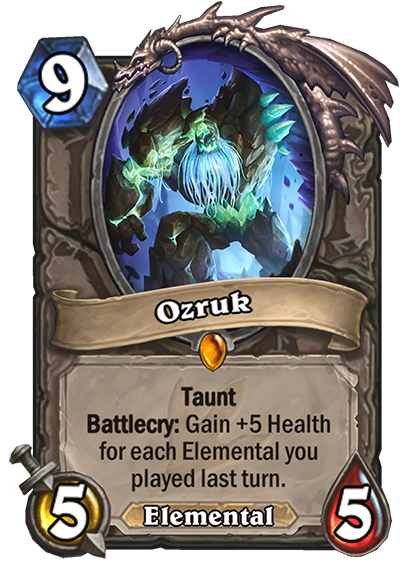 9
Ozruk
Taunt
Battlecry: Gain +5 Health
for each Elemental you
played last turn.
5
Elemental
5